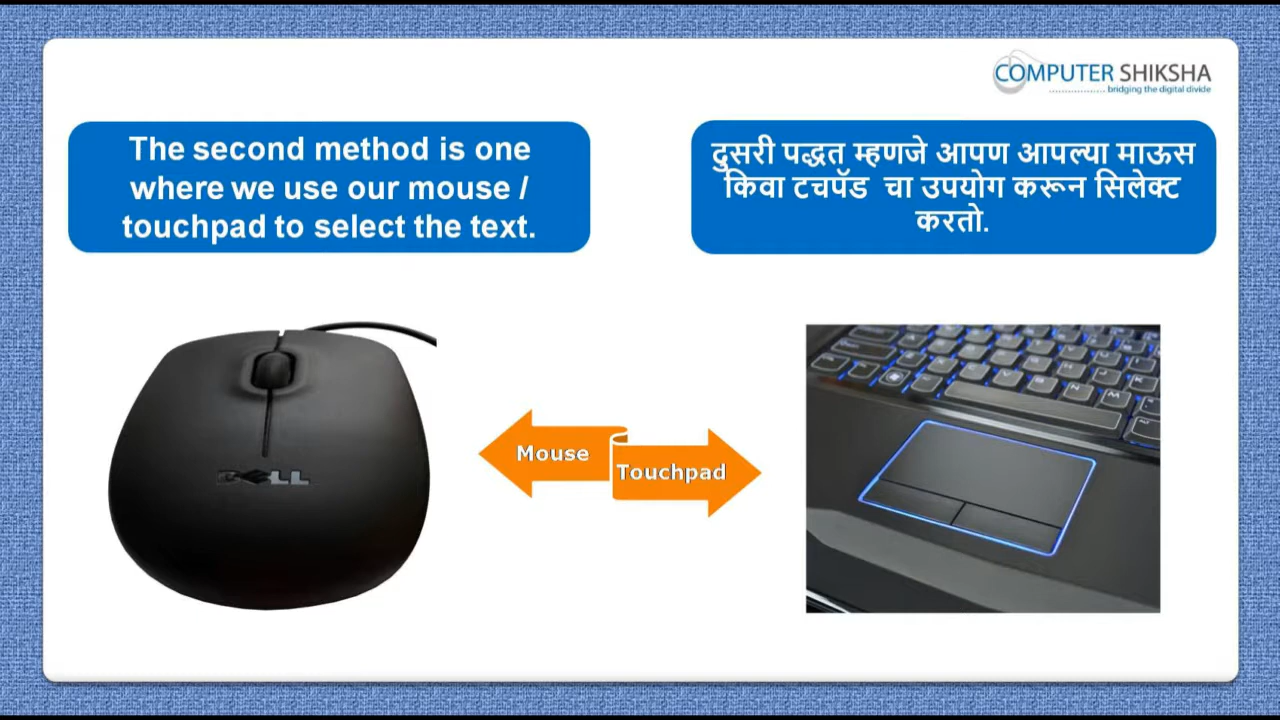 COMPUTER SHIKSHA
bridging the digital divide
The second method is one
where we use our mouse /
touchpad to select the text.
दुसरी पद्धत म्हणजे आपण आपल्या माऊस
किवा टचपॅड चा उपयोग करून सिलेक्ट
करतो.
Mouse
Touchpad
DELL